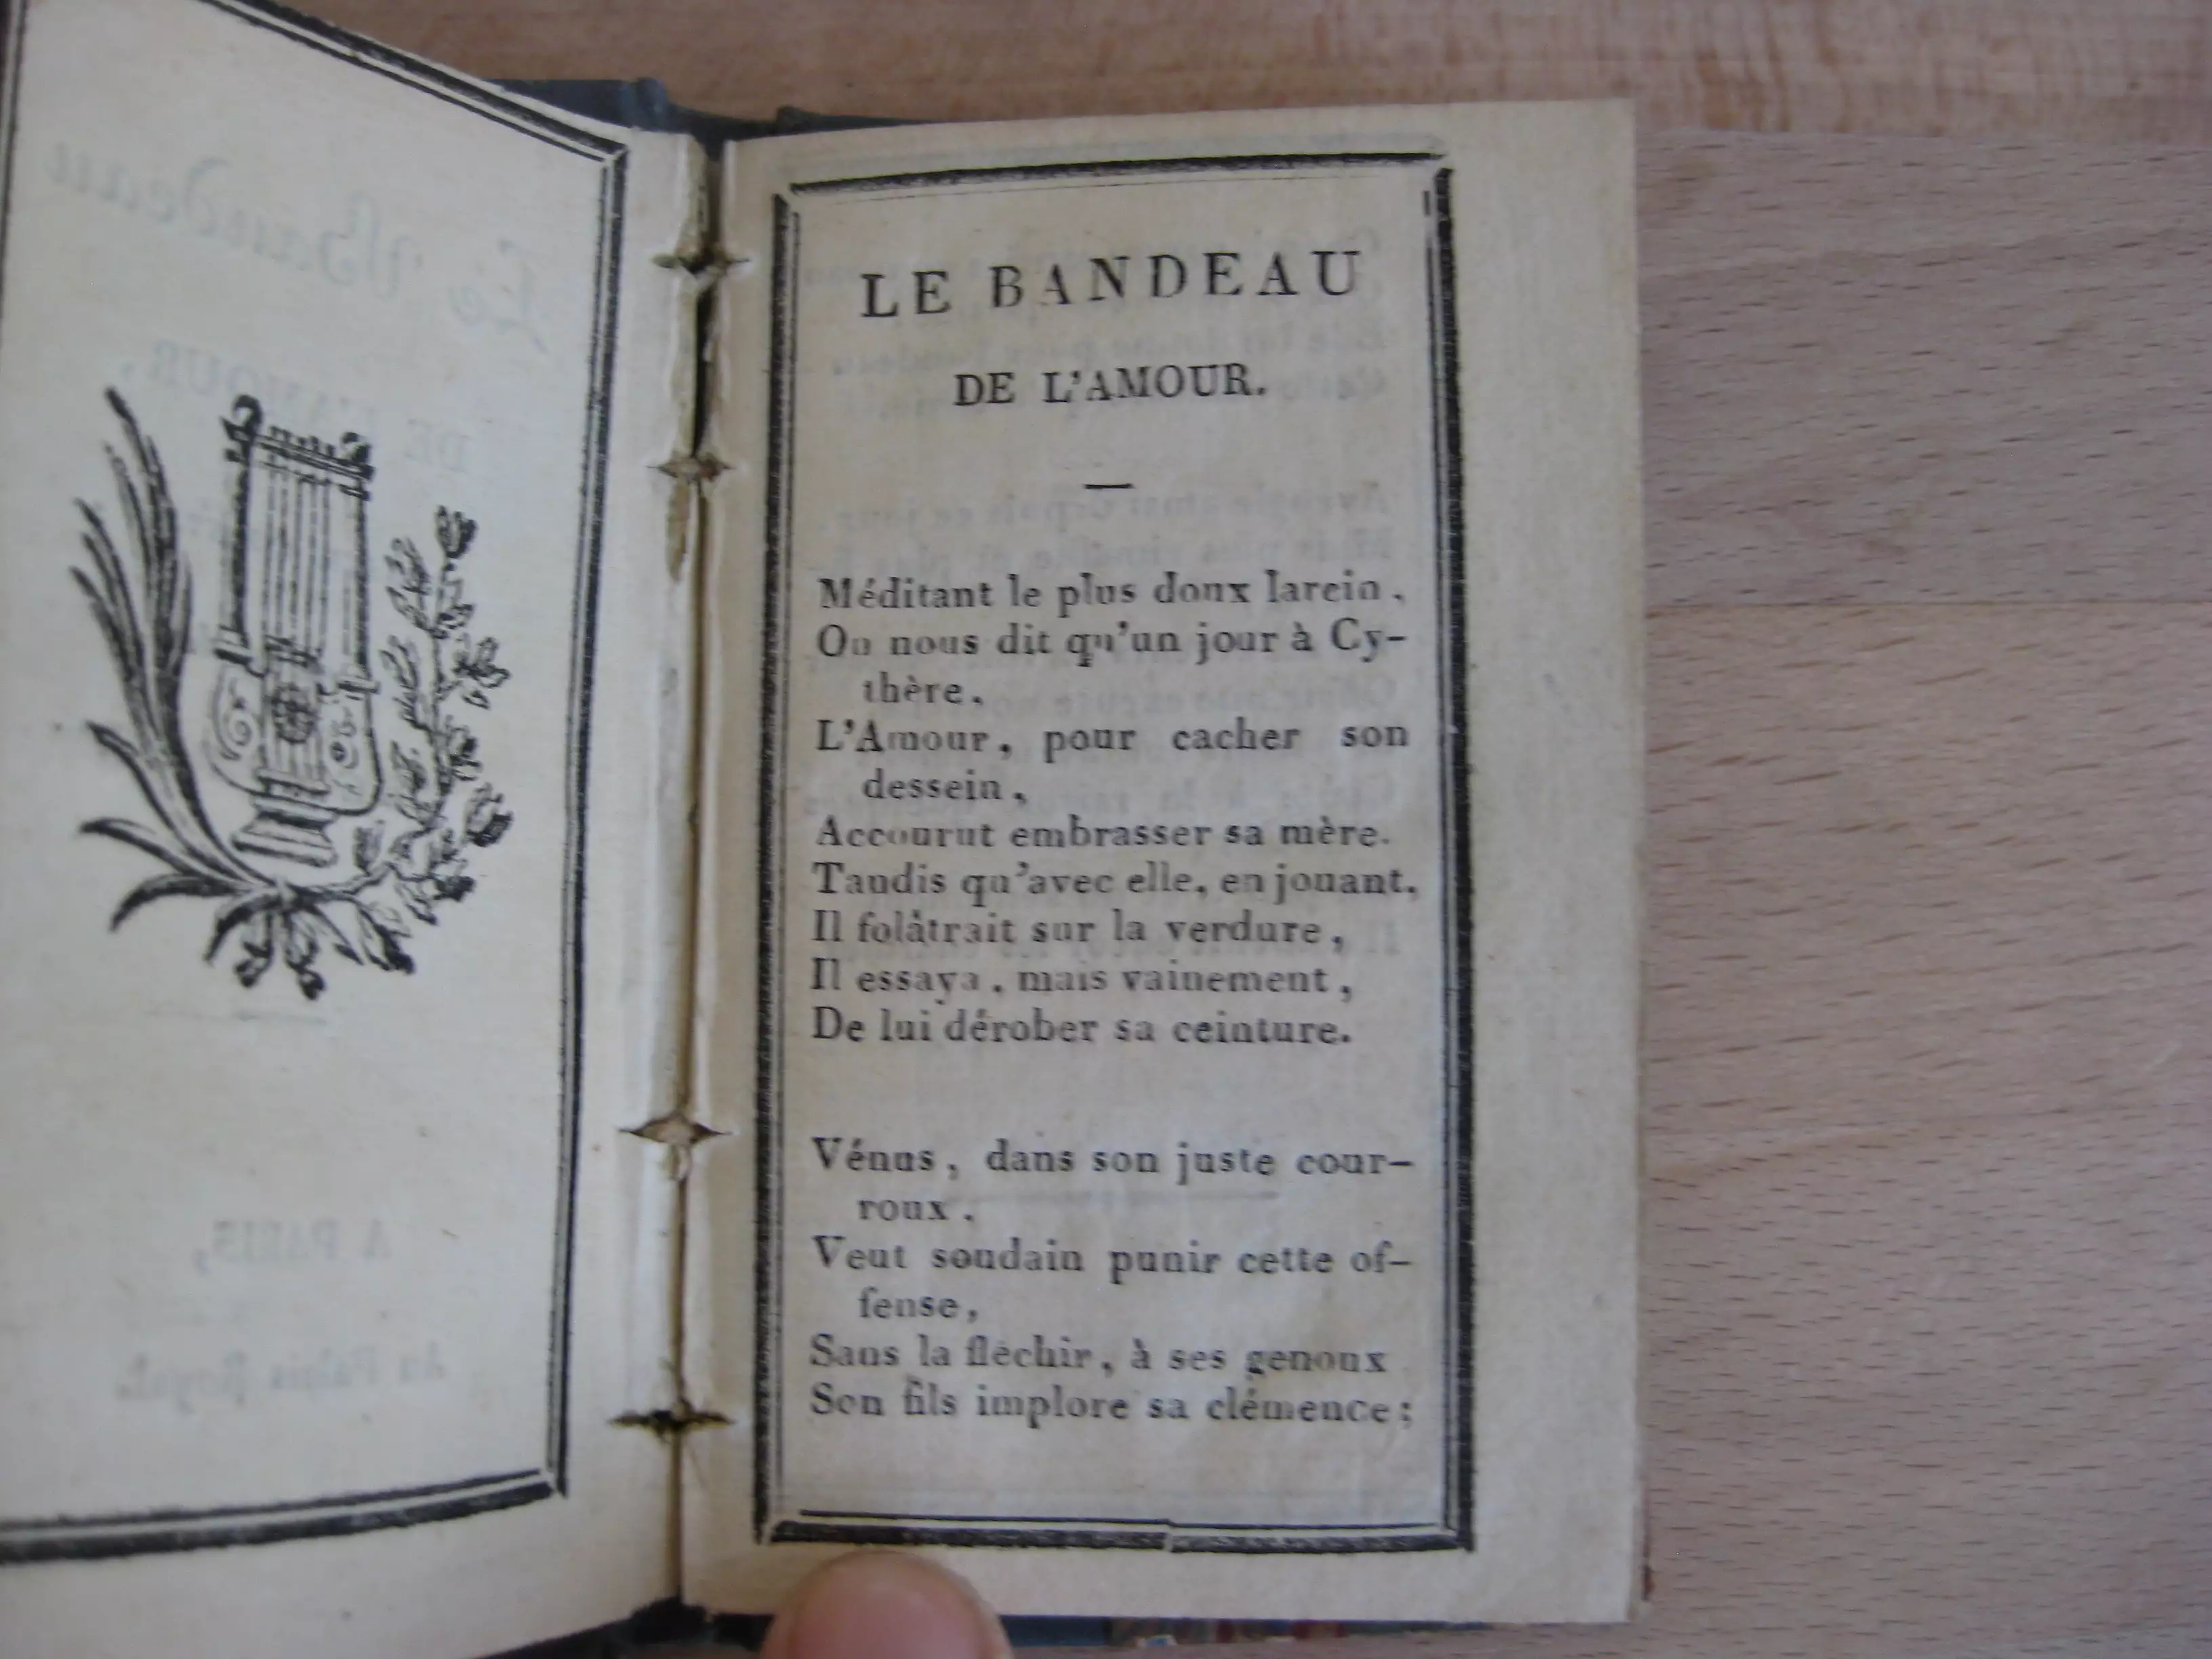 LE BANDEAU
DE L'AMOUR.
Méditant le plus doux larcin,
On nous dit qu'un jour à Cy-
thère,
L'Amour, pour cacher son
dessein,
Accourut embrasser sa mère.
Tandis qu'avec elle, en jouant,
Il folâtrait sur la verdure,
Il essaya, mais vainement,
De lui dérober sa ceinture.
Vénus, dans son juste cour-
roux,
Veut soudain punir cette of-
fense,
Sans la fléchir, à ses genoux
Son fils implore sa clémence;